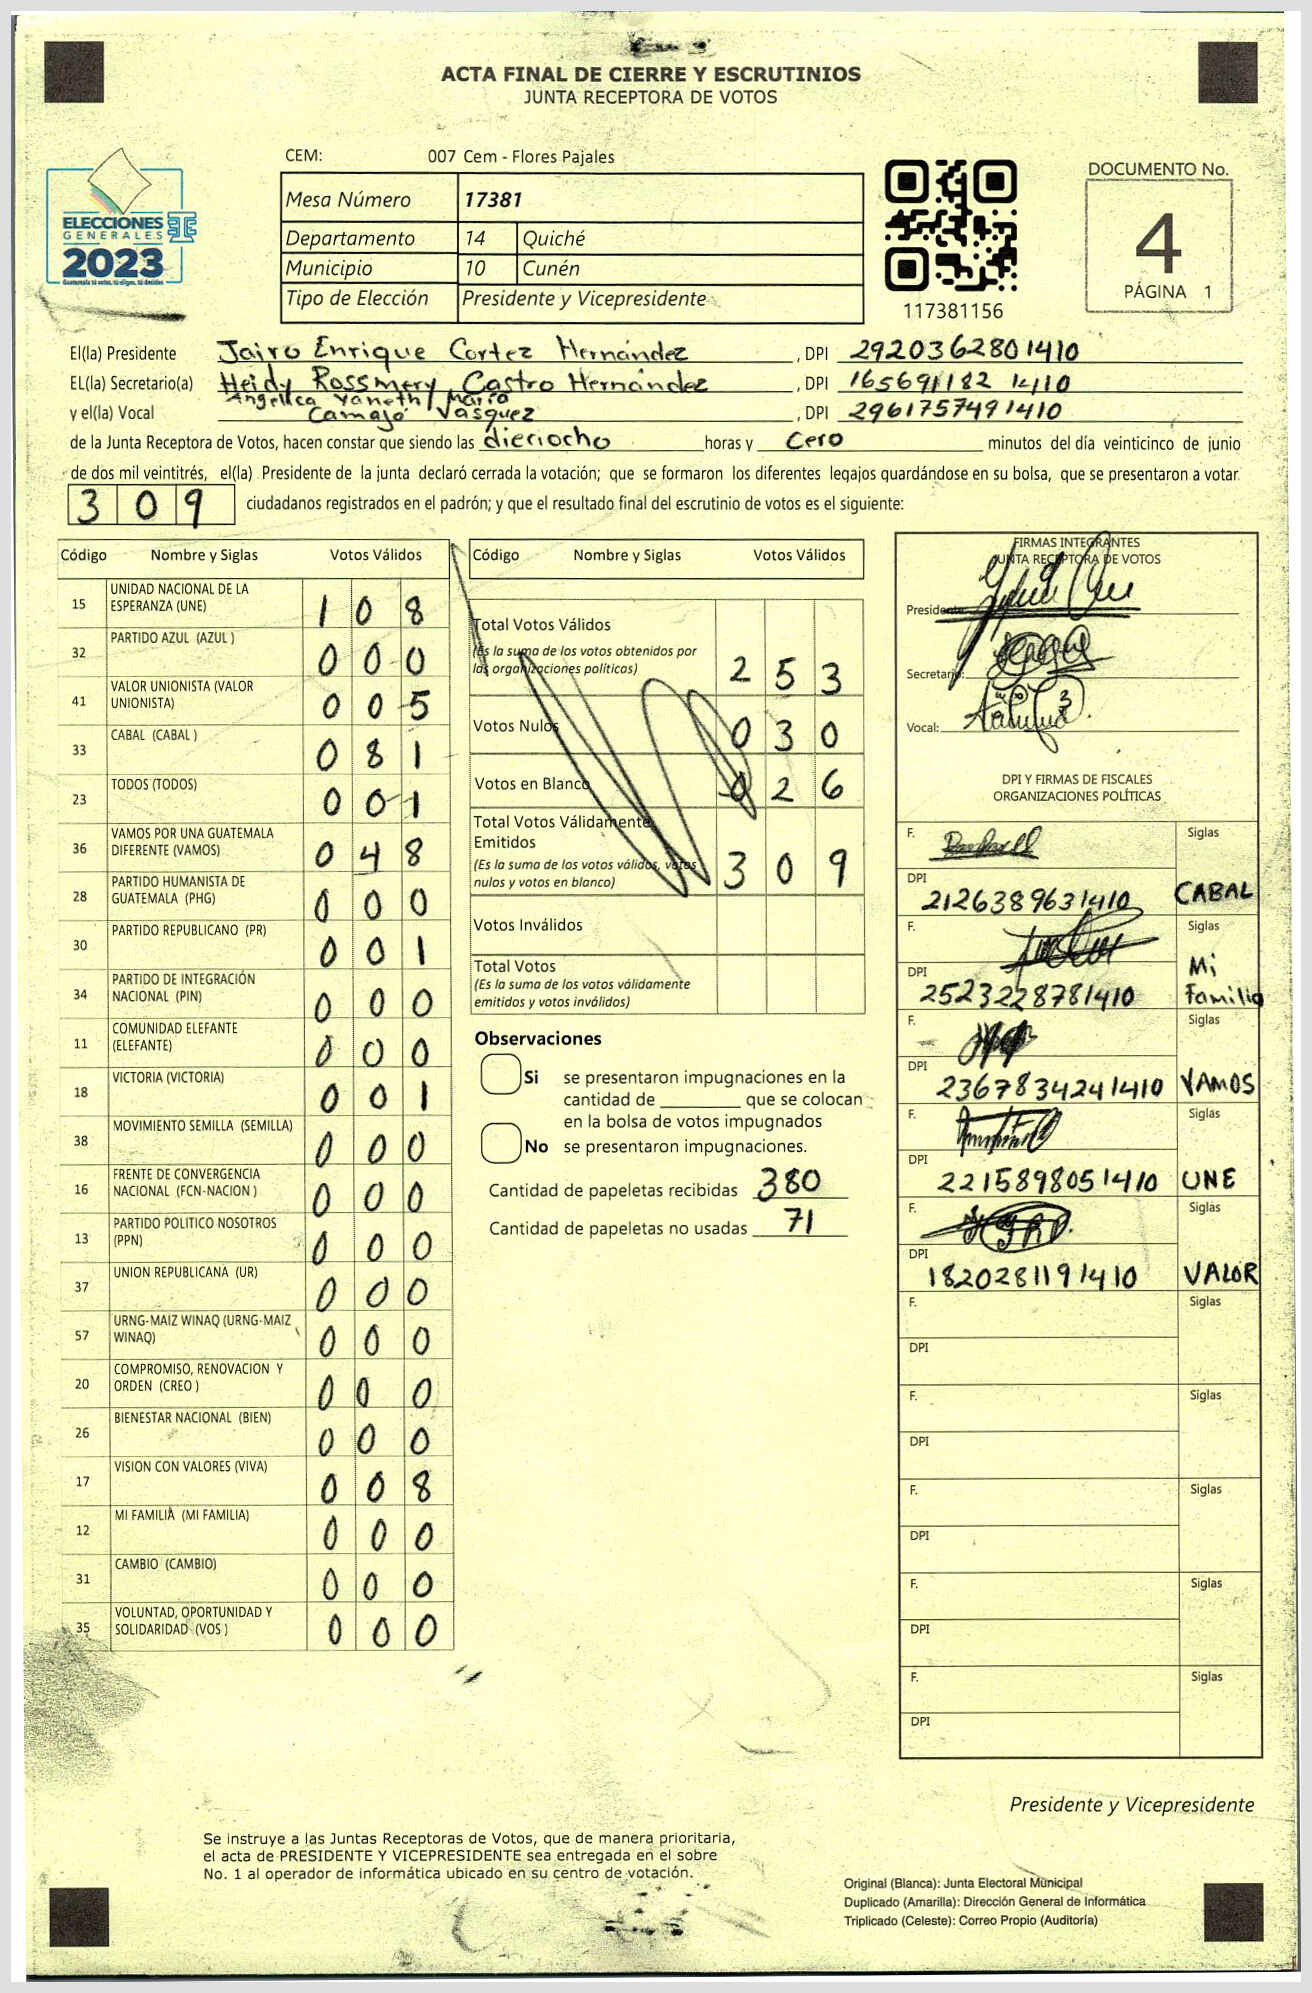 ACTA FINAL DE CIERRE Y ESCRUTINIOS
JUNTA RECEPTORA DE VOTOS
CEM: 007 Cem - Flores Pajales
Mesa Número 17381
Departamento 14 Quiché
Municipio 10 Cunén
Tipo de Elección Presidente y Vicepresidente
ELECCIONES
GENERALES
2023
117381156
DOCUMENTO No.
4
PÁGINA 1
El(la) Presidente Jairo Enrique Cortez Hernández , DPI 2920362801410
EL(la) Secretario(a) Heidy Rossmery Castro Hernández , DPI 165691182 1410
Angelica Yaneth María
y el(la) Vocal Camajó Vásquez , DPI 2961757491410
de la Junta Receptora de Votos, hacen constar que siendo las dieciocho horas y cero minutos del día veinticinco de junio
de dos mil veintitrés, el(la) Presidente de la junta declaró cerrada la votación; que se formaron los diferentes legajos quardándose en su bolsa, que se presentaron a votar
309 ciudadanos registrados en el padrón; y que el resultado final del escrutinio de votos es el siguiente:
Código Nombre y Siglas Votos Válidos
15 UNIDAD NACIONAL DE LA
ESPERANZA (UNE) 1 0 8
32 PARTIDO AZUL (AZUL ) 0 0 0
41 VALOR UNIONISTA (VALOR
UNIONISTA) 0 0 5
33 CABAL (CABAL ) 0 8 1
23 TODOS (TODOS) 0 0 1
36 VAMOS POR UNA GUATEMALA
DIFERENTE (VAMOS) 0 4 8
28 PARTIDO HUMANISTA DE
GUATEMALA (PHG) 0 0 0
30 PARTIDO REPUBLICANO (PR) 0 0 1
34 PARTIDO DE INTEGRACIÓN
NACIONAL (PIN) 0 0 0
11 COMUNIDAD ELEFANTE
(ELEFANTE) 0 0 0
18 VICTORIA (VICTORIA) 0 0 1
38 MOVIMIENTO SEMILLA (SEMILLA) 0 0 0
16 FRENTE DE CONVERGENCIA
NACIONAL (FCN-NACION ) 0 0 0
13 PARTIDO POLITICO NOSOTROS
(PPN) 0 0 0
37 UNION REPUBLICANA (UR) 0 0 0
57 URNG-MAIZ WINAQ (URNG-MAIZ
WINAQ) 0 0 0
20 COMPROMISO, RENOVACION Y
ORDEN (CREO ) 0 0 0
26 BIENESTAR NACIONAL (BIEN) 0 0 0
17 VISION CON VALORES (VIVA) 0 0 8
12 MI FAMILIA (MI FAMILIA) 0 0 0
31 CAMBIO (CAMBIO) 0 0 0
35 VOLUNTAD, OPORTUNIDAD Y
SOLIDARIDAD (VOS ) 0 0 0
Código Nombre y Siglas Votos Válidos
Total Votos Válidos
(Es la suma de los votos obtenidos por
las organizaciones políticas) 2 5 3
Votos Nulos 0 3 0
Votos en Blanco 0 2 6
Total Votos Válidamente
Emitidos
(Es la suma de los votos válidos, votos
nulos y votos en blanco) 3 0 9
Votos Inválidos
Total Votos
(Es la suma de los votos válidamente
emitidos y votos inválidos)
Observaciones
Si se presentaron impugnaciones en la
cantidad de ________ que se colocan
en la bolsa de votos impugnados
No se presentaron impugnaciones.
Cantidad de papeletas recibidas 380
Cantidad de papeletas no usadas 71
FIRMAS INTEGRANTES
JUNTA RECEPTORA DE VOTOS
Presidente:
Secretario:
Vocal:
DPI Y FIRMAS DE FISCALES
ORGANIZACIONES POLÍTICAS
F. Siglas
DPI 2126389631410 CABAL
F. Siglas
DPI 2523228781410 Mi Familia
F. Siglas
DPI 2367834241410 VAMOS
F. Siglas
DPI 2215898051410 UNE
F. Siglas
DPI 1820281191410 VALOR
F. Siglas
DPI
F. Siglas
DPI
F. Siglas
DPI
F. Siglas
DPI
F. Siglas
DPI
Presidente y Vicepresidente
Se instruye a las Juntas Receptoras de Votos, que de manera prioritaria,
el acta de PRESIDENTE Y VICEPRESIDENTE sea entregada en el sobre
No. 1 al operador de informática ubicado en su centro de votación.
Original (Blanca): Junta Electoral Municipal
Duplicado (Amarilla): Dirección General de Informática
Triplicado (Celeste): Correo Propio (Auditoría)